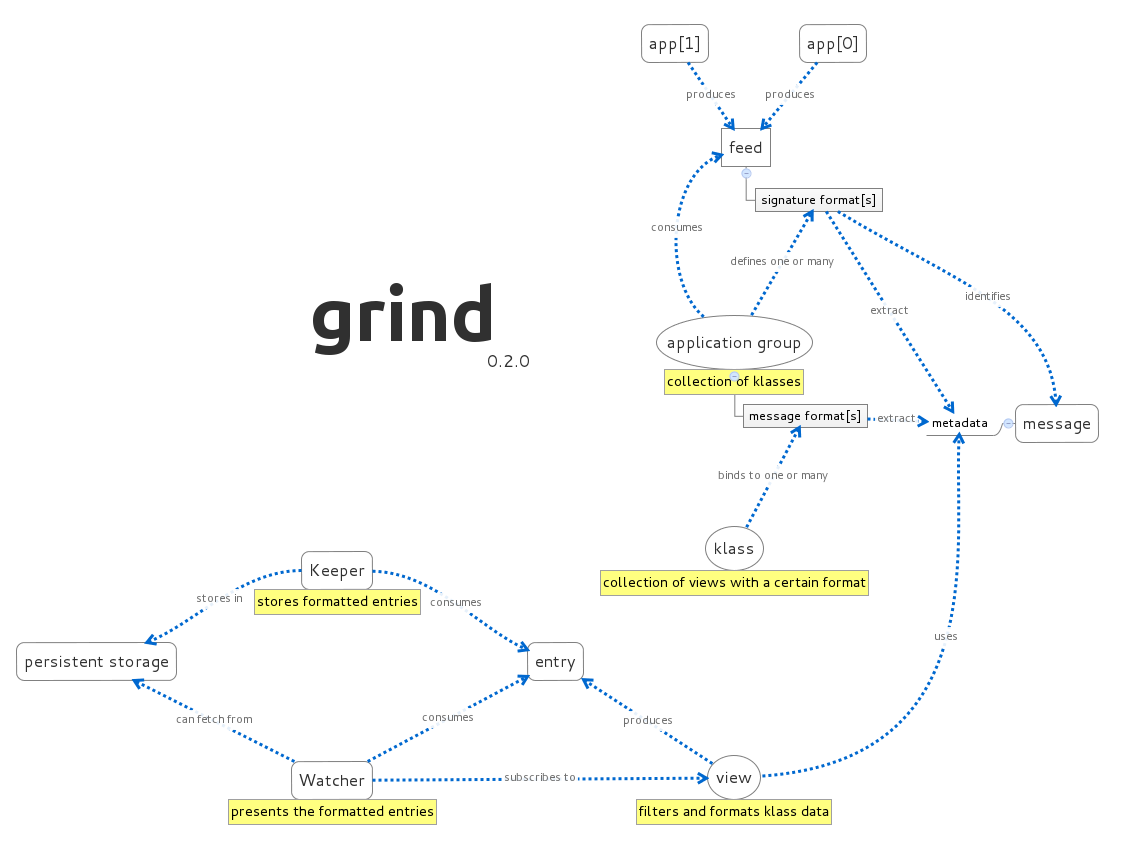 app[1]
app[0]
produces
produces
feed
signature format[s]
consumes
defines one or many
identifies
extract
grind
0.2.0
application group
collection of klasses
message format[s]
extract
metadata
message
binds to one or many
klass
Keeper
collection of views with a certain format
stores formatted entries
stores in
consumes
uses
persistent storage
entry
can fetch from
consumes
produces
Watcher
subscribes to
view
presents the formatted entries
filters and formats klass data